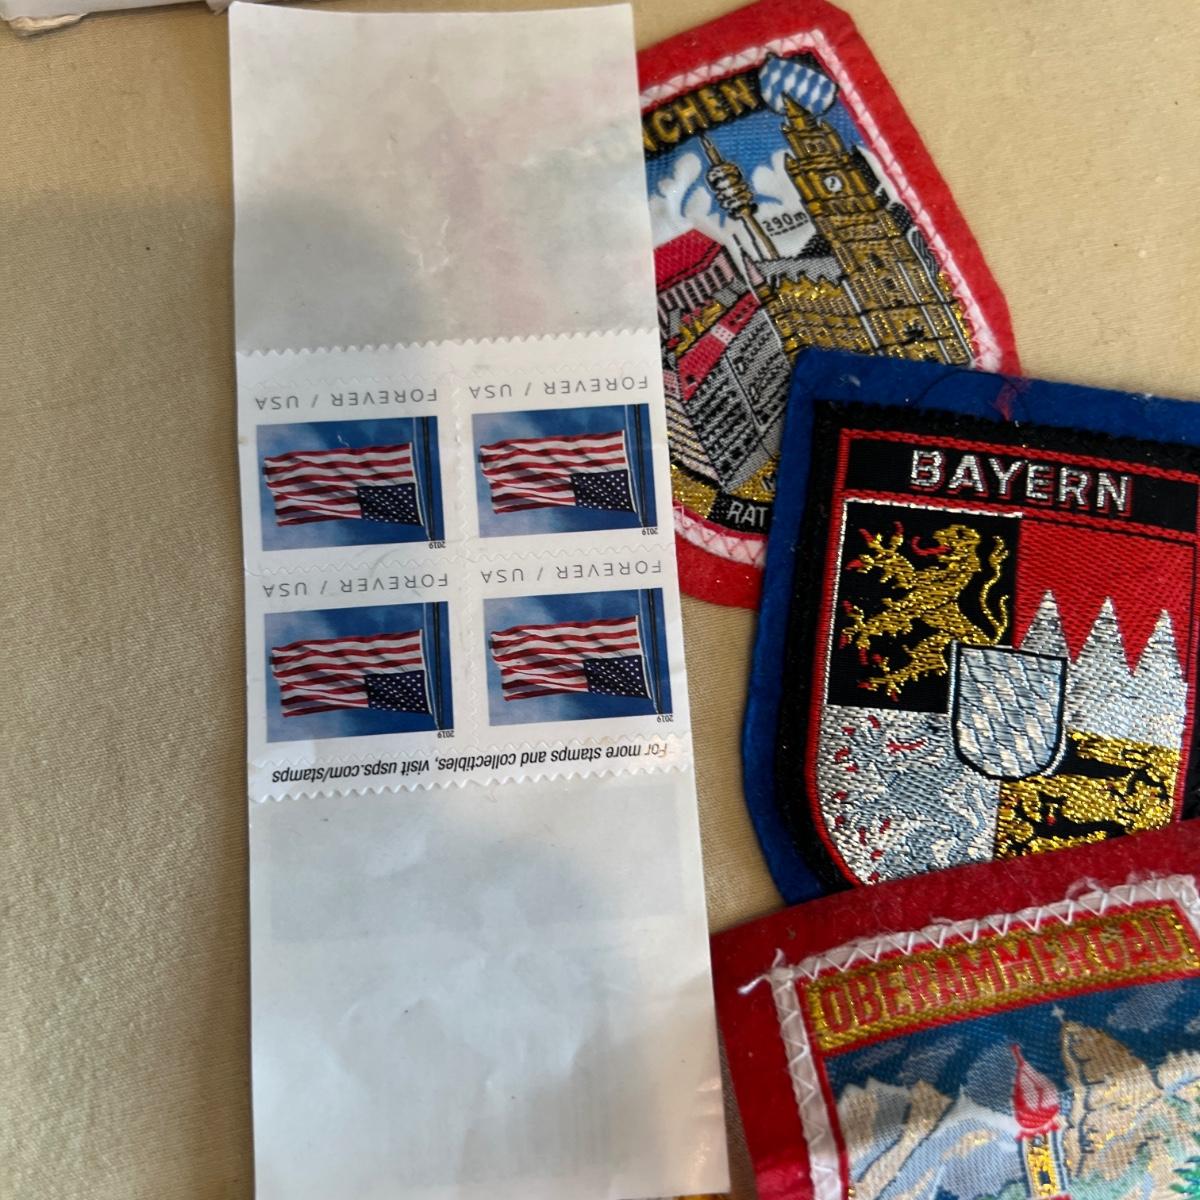 FOREVER / USA
FOREVER / USA
2019
2019
FOREVER / USA
FOREVER / USA
2019
2019
For more stamps and collectibles, visit usps.com/stamps
NCHEN
290m
RAT
BAYERN
OBERAMMERGAU